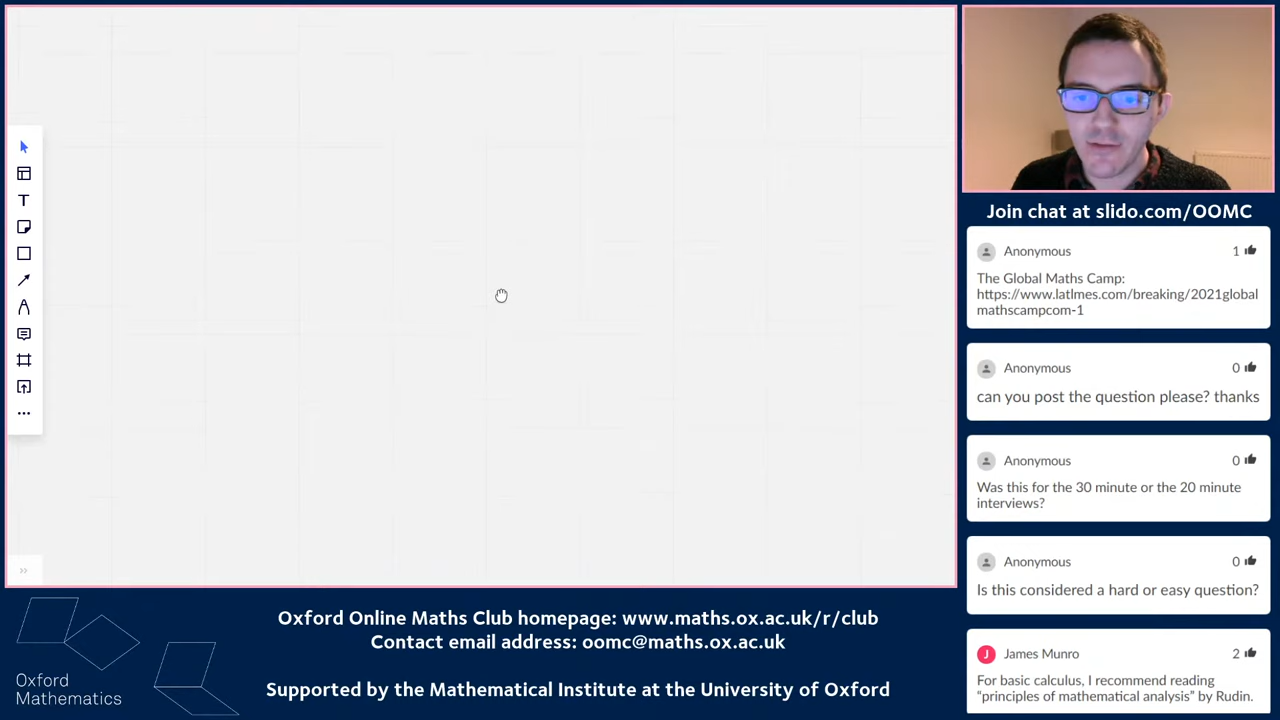 Join chat at slido.com/OOMC
Anonymous
1
The Global Maths Camp:
https://www.latlmes.com/breaking/2021global
mathscampcom-1
Anonymous
0
can you post the question please? thanks
Anonymous
0
Was this for the 30 minute or the 20 minute
interviews?
Anonymous
0
Is this considered a hard or easy question?
J
James Munro
2
For basic calculus, I recommend reading
“principles of mathematical analysis” by Rudin.
Oxford Online Maths Club homepage: www.maths.ox.ac.uk/r/club
Contact email address: oomc@maths.ox.ac.uk
Supported by the Mathematical Institute at the University of Oxford
Oxford
Mathematics